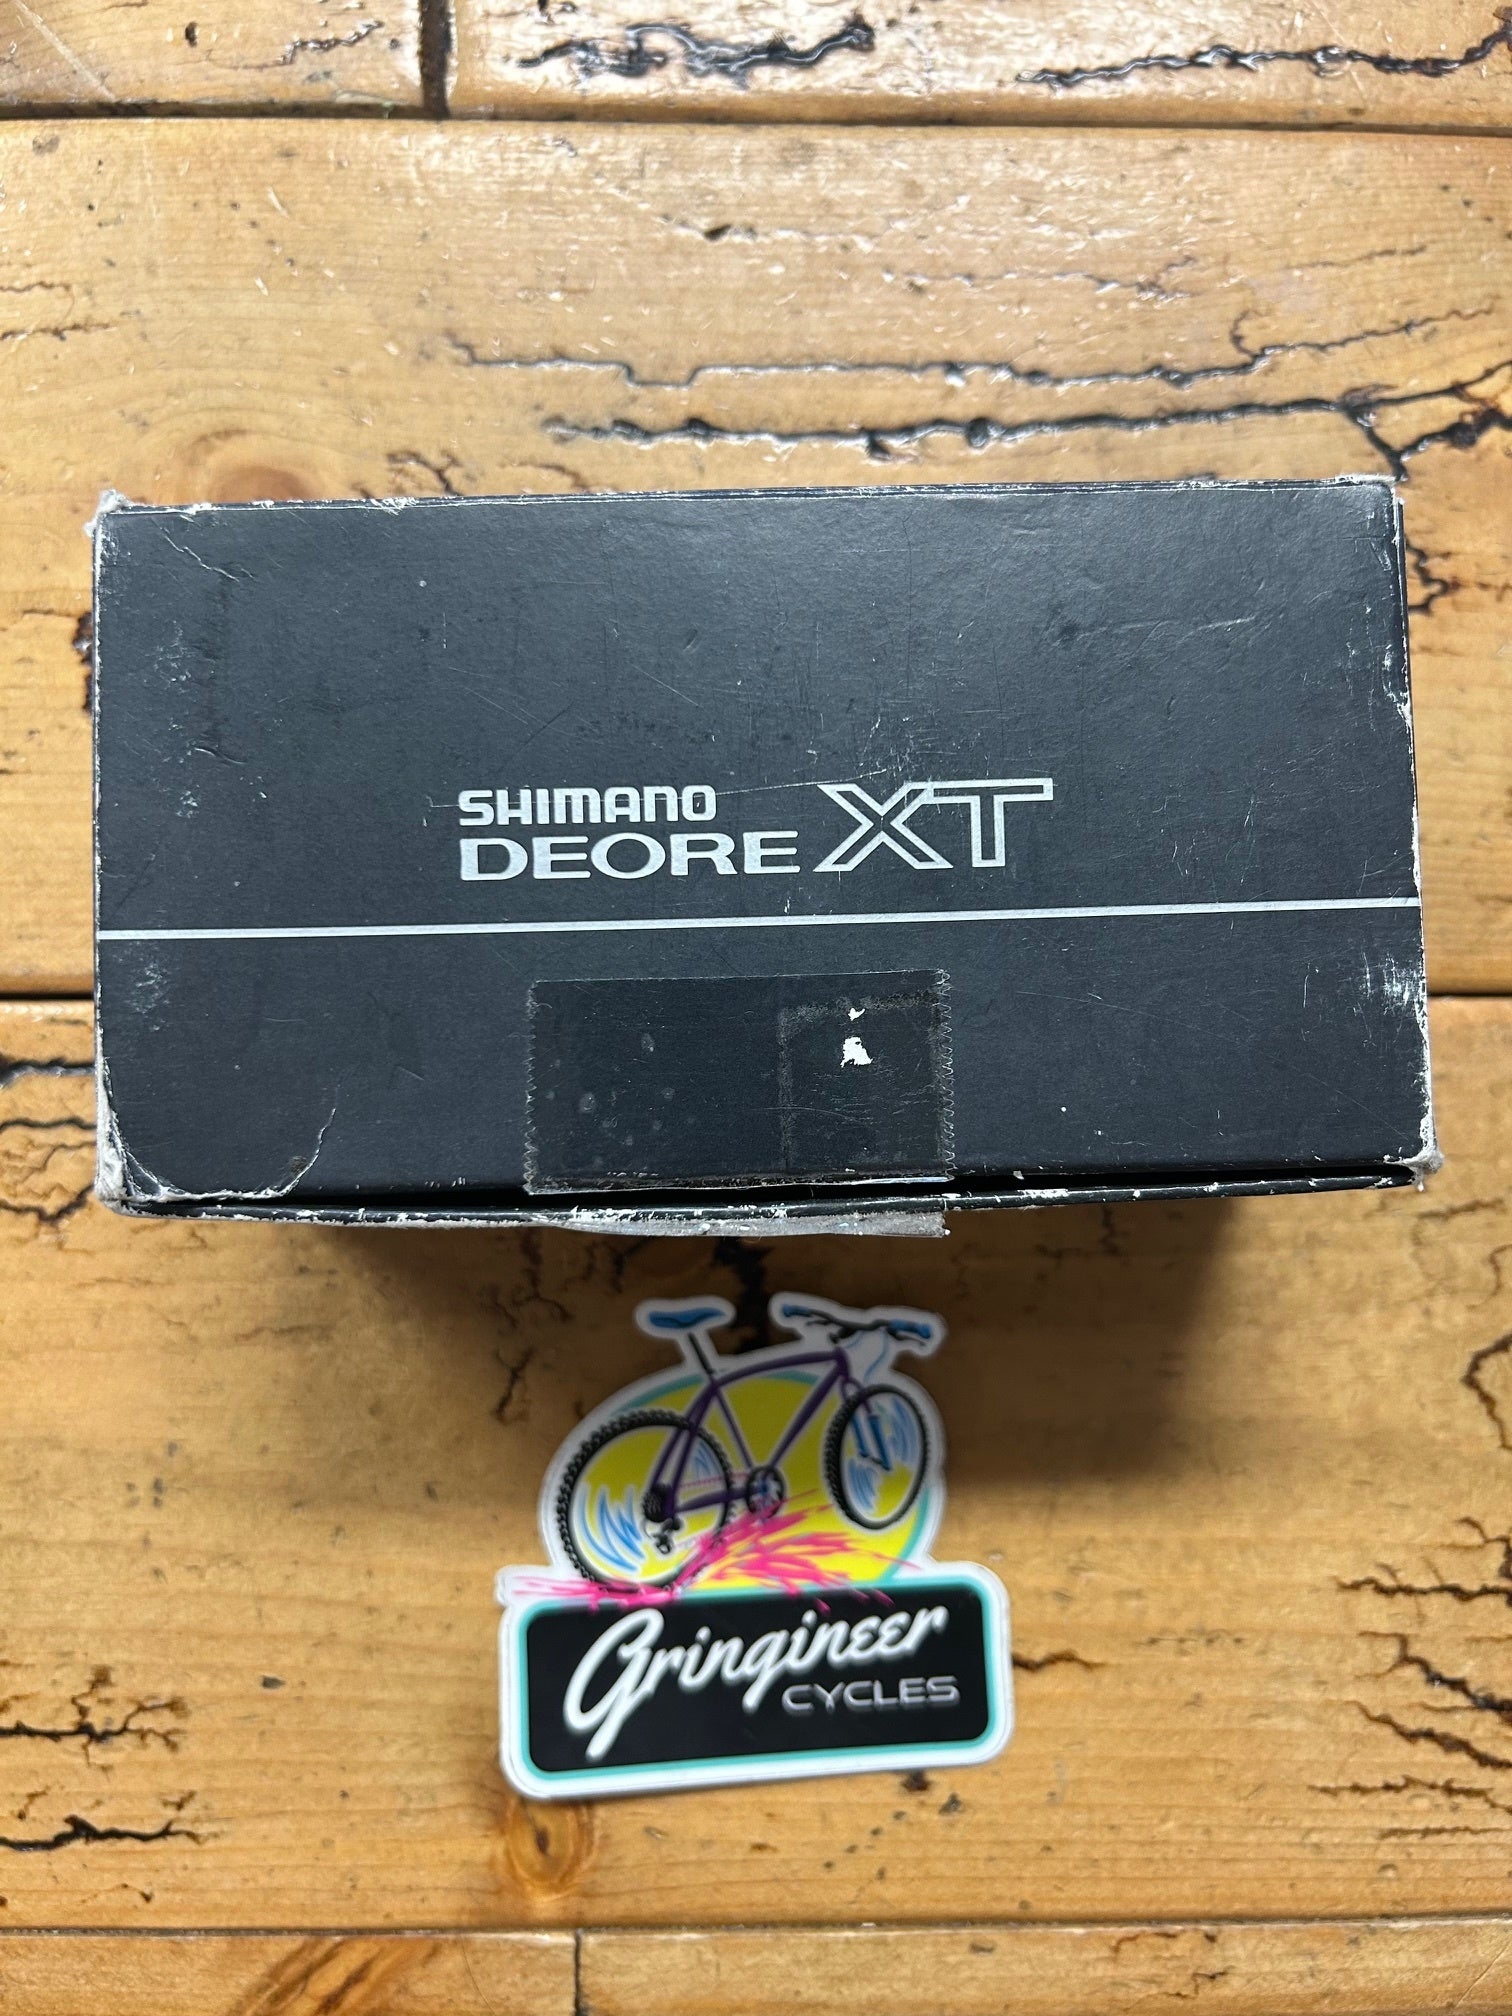 SHIMANO
DEORE XT
Gringineer
CYCLES